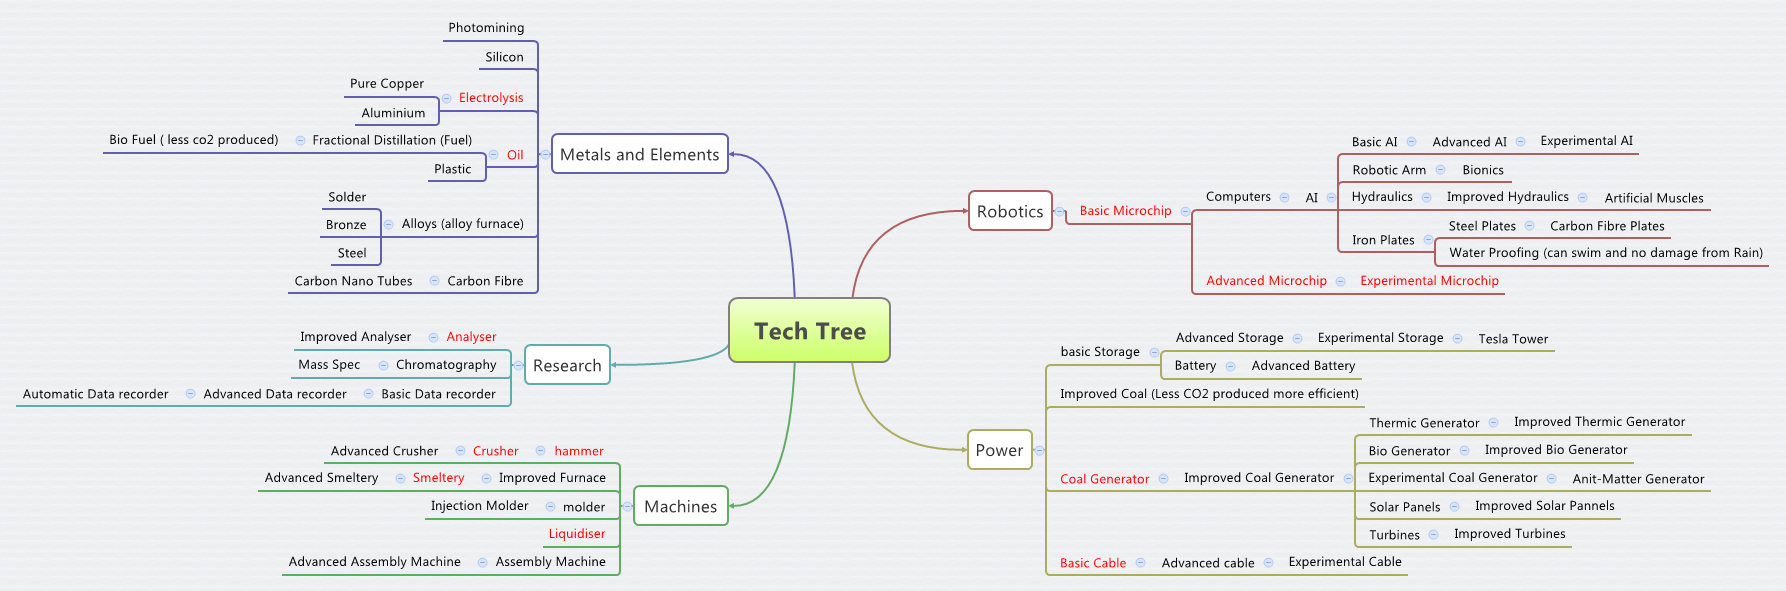 Tech Tree
Metals and Elements
Photomining
Silicon
Electrolysis
Pure Copper
Aluminium
Oil
Fractional Distillation (Fuel)
Bio Fuel ( less co2 produced)
Plastic
Alloys (alloy furnace)
Solder
Bronze
Steel
Carbon Fibre
Carbon Nano Tubes
Research
Analyser
Improved Analyser
Chromatography
Mass Spec
Basic Data recorder
Advanced Data recorder
Automatic Data recorder
Machines
hammer
Crusher
Advanced Crusher
Improved Furnace
Smeltery
Advanced Smeltery
molder
Injection Molder
Liquidiser
Assembly Machine
Advanced Assembly Machine
Robotics
Basic Microchip
Computers
AI
Basic AI
Advanced AI
Experimental AI
Robotic Arm
Bionics
Hydraulics
Improved Hydraulics
Artificial Muscles
Iron Plates
Steel Plates
Carbon Fibre Plates
Water Proofing (can swim and no damage from Rain)
Advanced Microchip
Experimental Microchip
Power
basic Storage
Advanced Storage
Experimental Storage
Tesla Tower
Battery
Advanced Battery
Improved Coal (Less CO2 produced more efficient)
Coal Generator
Improved Coal Generator
Thermic Generator
Improved Thermic Generator
Bio Generator
Improved Bio Generator
Experimental Coal Generator
Anit-Matter Generator
Solar Panels
Improved Solar Pannels
Turbines
Improved Turbines
Basic Cable
Advanced cable
Experimental Cable